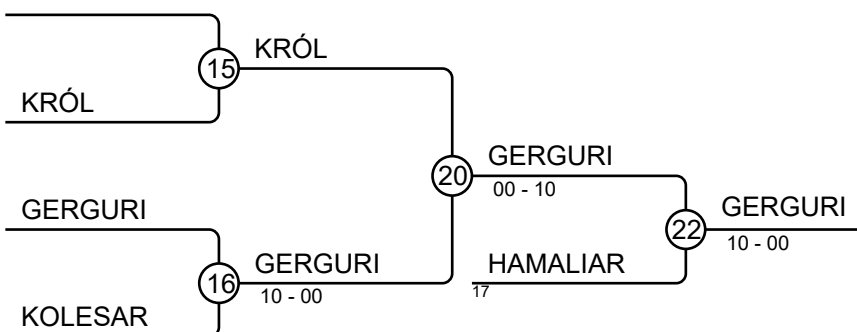 KRÓL
15
KRÓL
GERGURI
20
00 - 10
GERGURI
22
10 - 00
GERGURI
GERGURI
16
10 - 00
HAMALIAR
17
KOLESAR